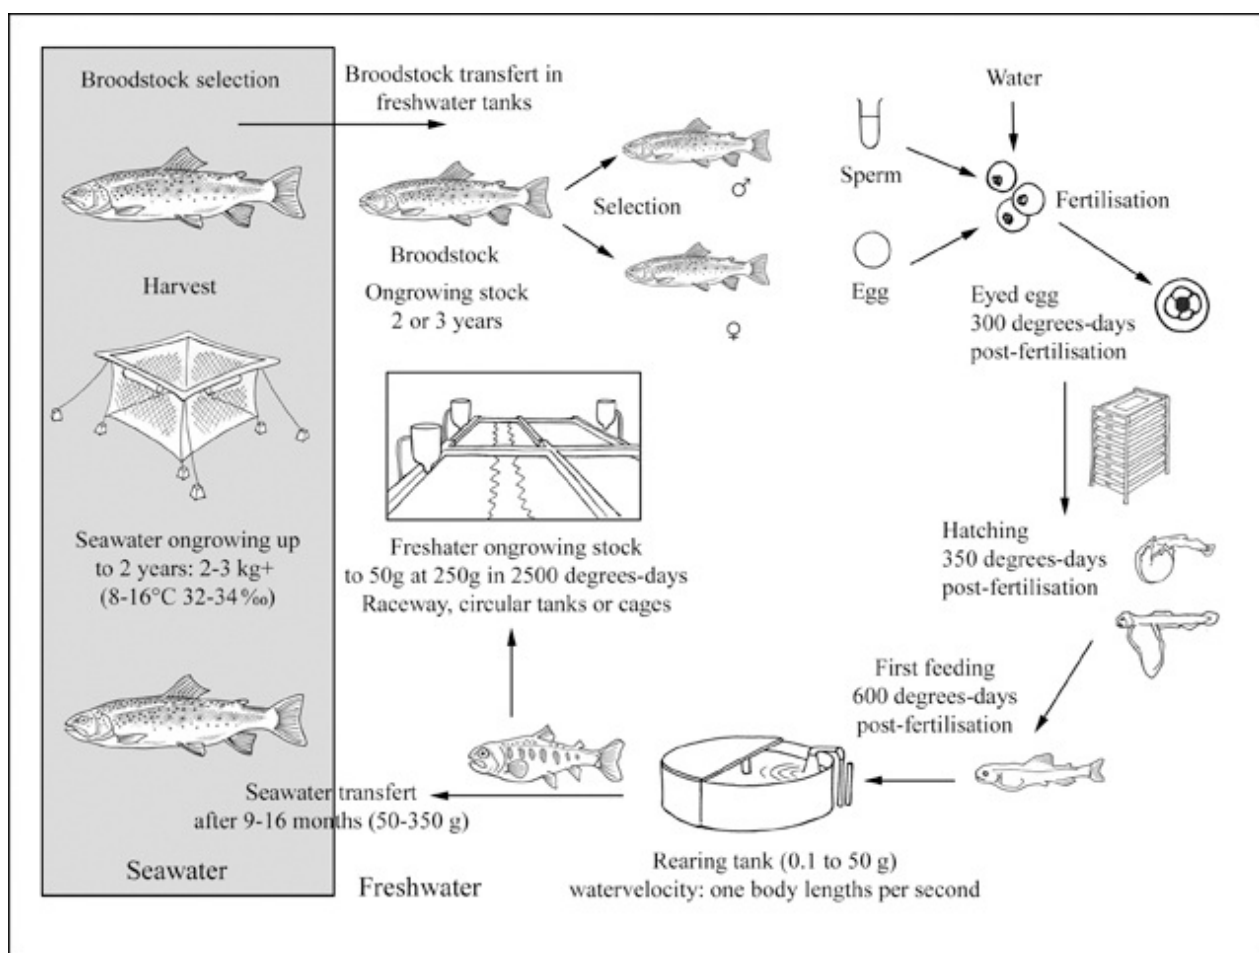 Broodstock selection
Harvest
Seawater ongrowing up
to 2 years: 2-3 kg+
(8-16°C 32-34‰)
Seawater transfert
after 9-16 months (50-350 g)
Seawater
Freshwater
Broodstock transfert in
freshwater tanks
Broodstock
Selection
♂
♀
Ongrowing stock
2 or 3 years
Freshater ongrowing stock
to 50g at 250g in 2500 degrees-days
Raceway, circular tanks or cages
Water
Sperm
Egg
Fertilisation
Eyed egg
300 degrees-days
post-fertilisation
Hatching
350 degrees-days
post-fertilisation
First feeding
600 degrees-days
post-fertilisation
Rearing tank (0.1 to 50 g)
watervelocity: one body lengths per second